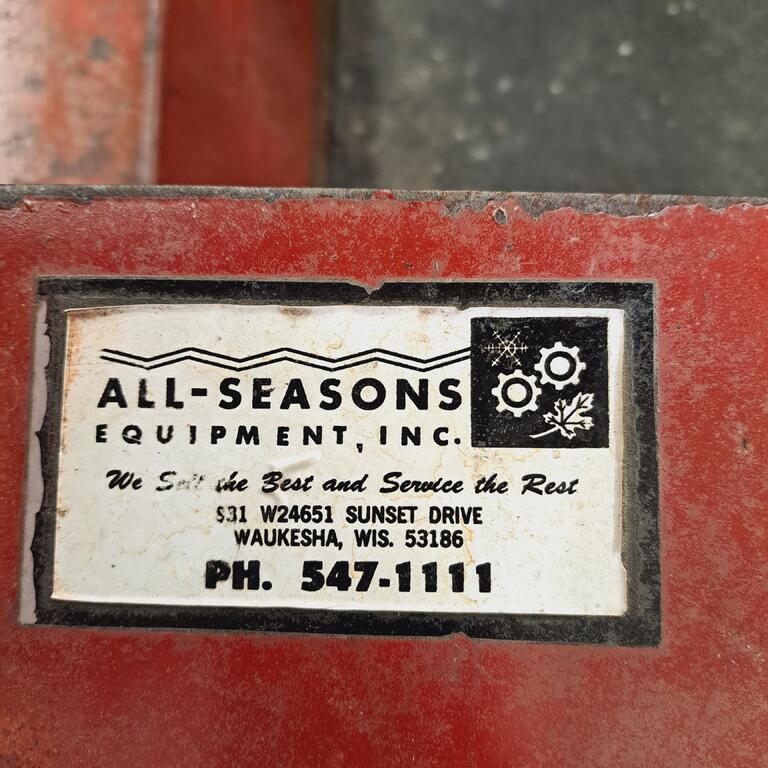 ALL-SEASONS
EQUIPMENT, INC.
We Sell the Best and Service the Rest
S31 W24651 SUNSET DRIVE
WAUKESHA, WIS. 53186
PH. 547-1111